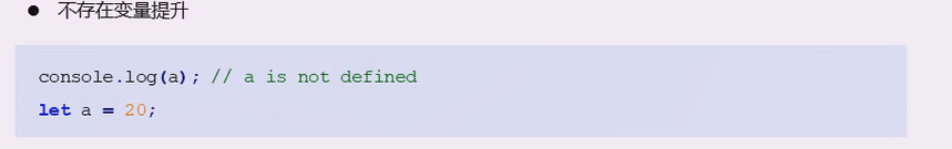 ● 不存在变量提升
console.log(a); // a is not defined
let a = 20;